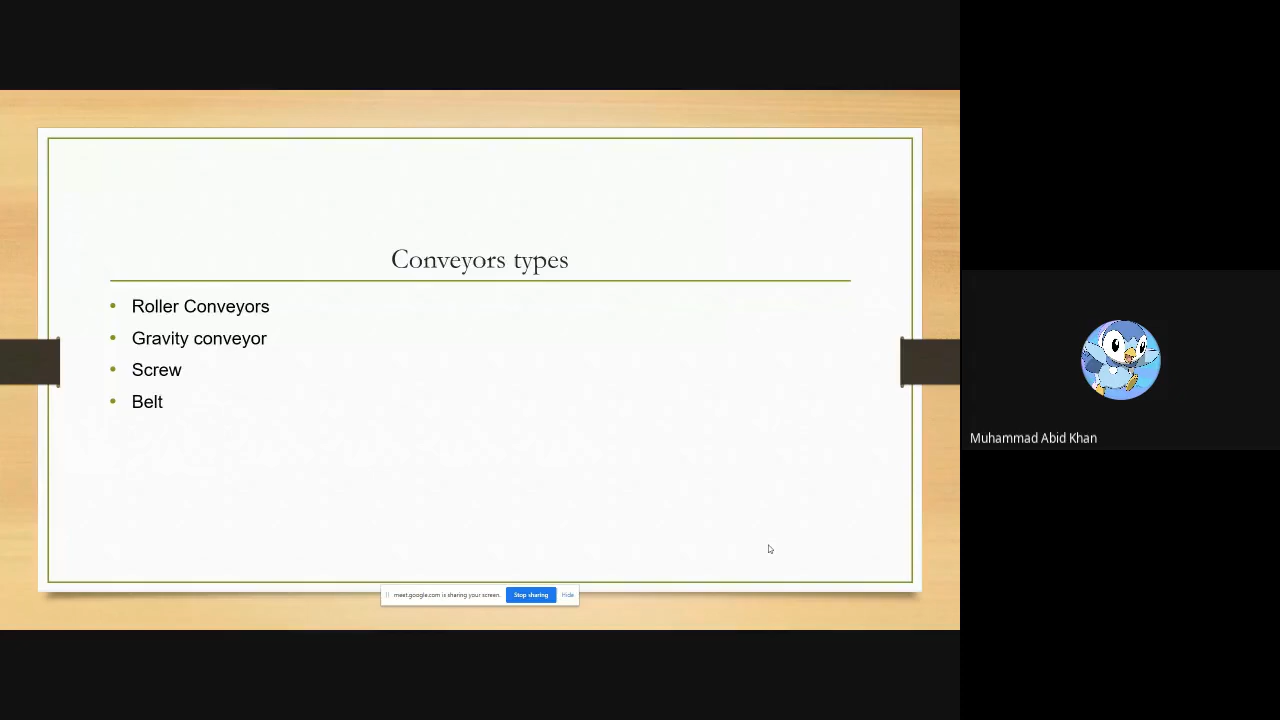 Conveyors types
• Roller Conveyors
• Gravity conveyor
• Screw
• Belt
meet.google.com is sharing your screen. Stop sharing Hide
Muhammad Abid Khan